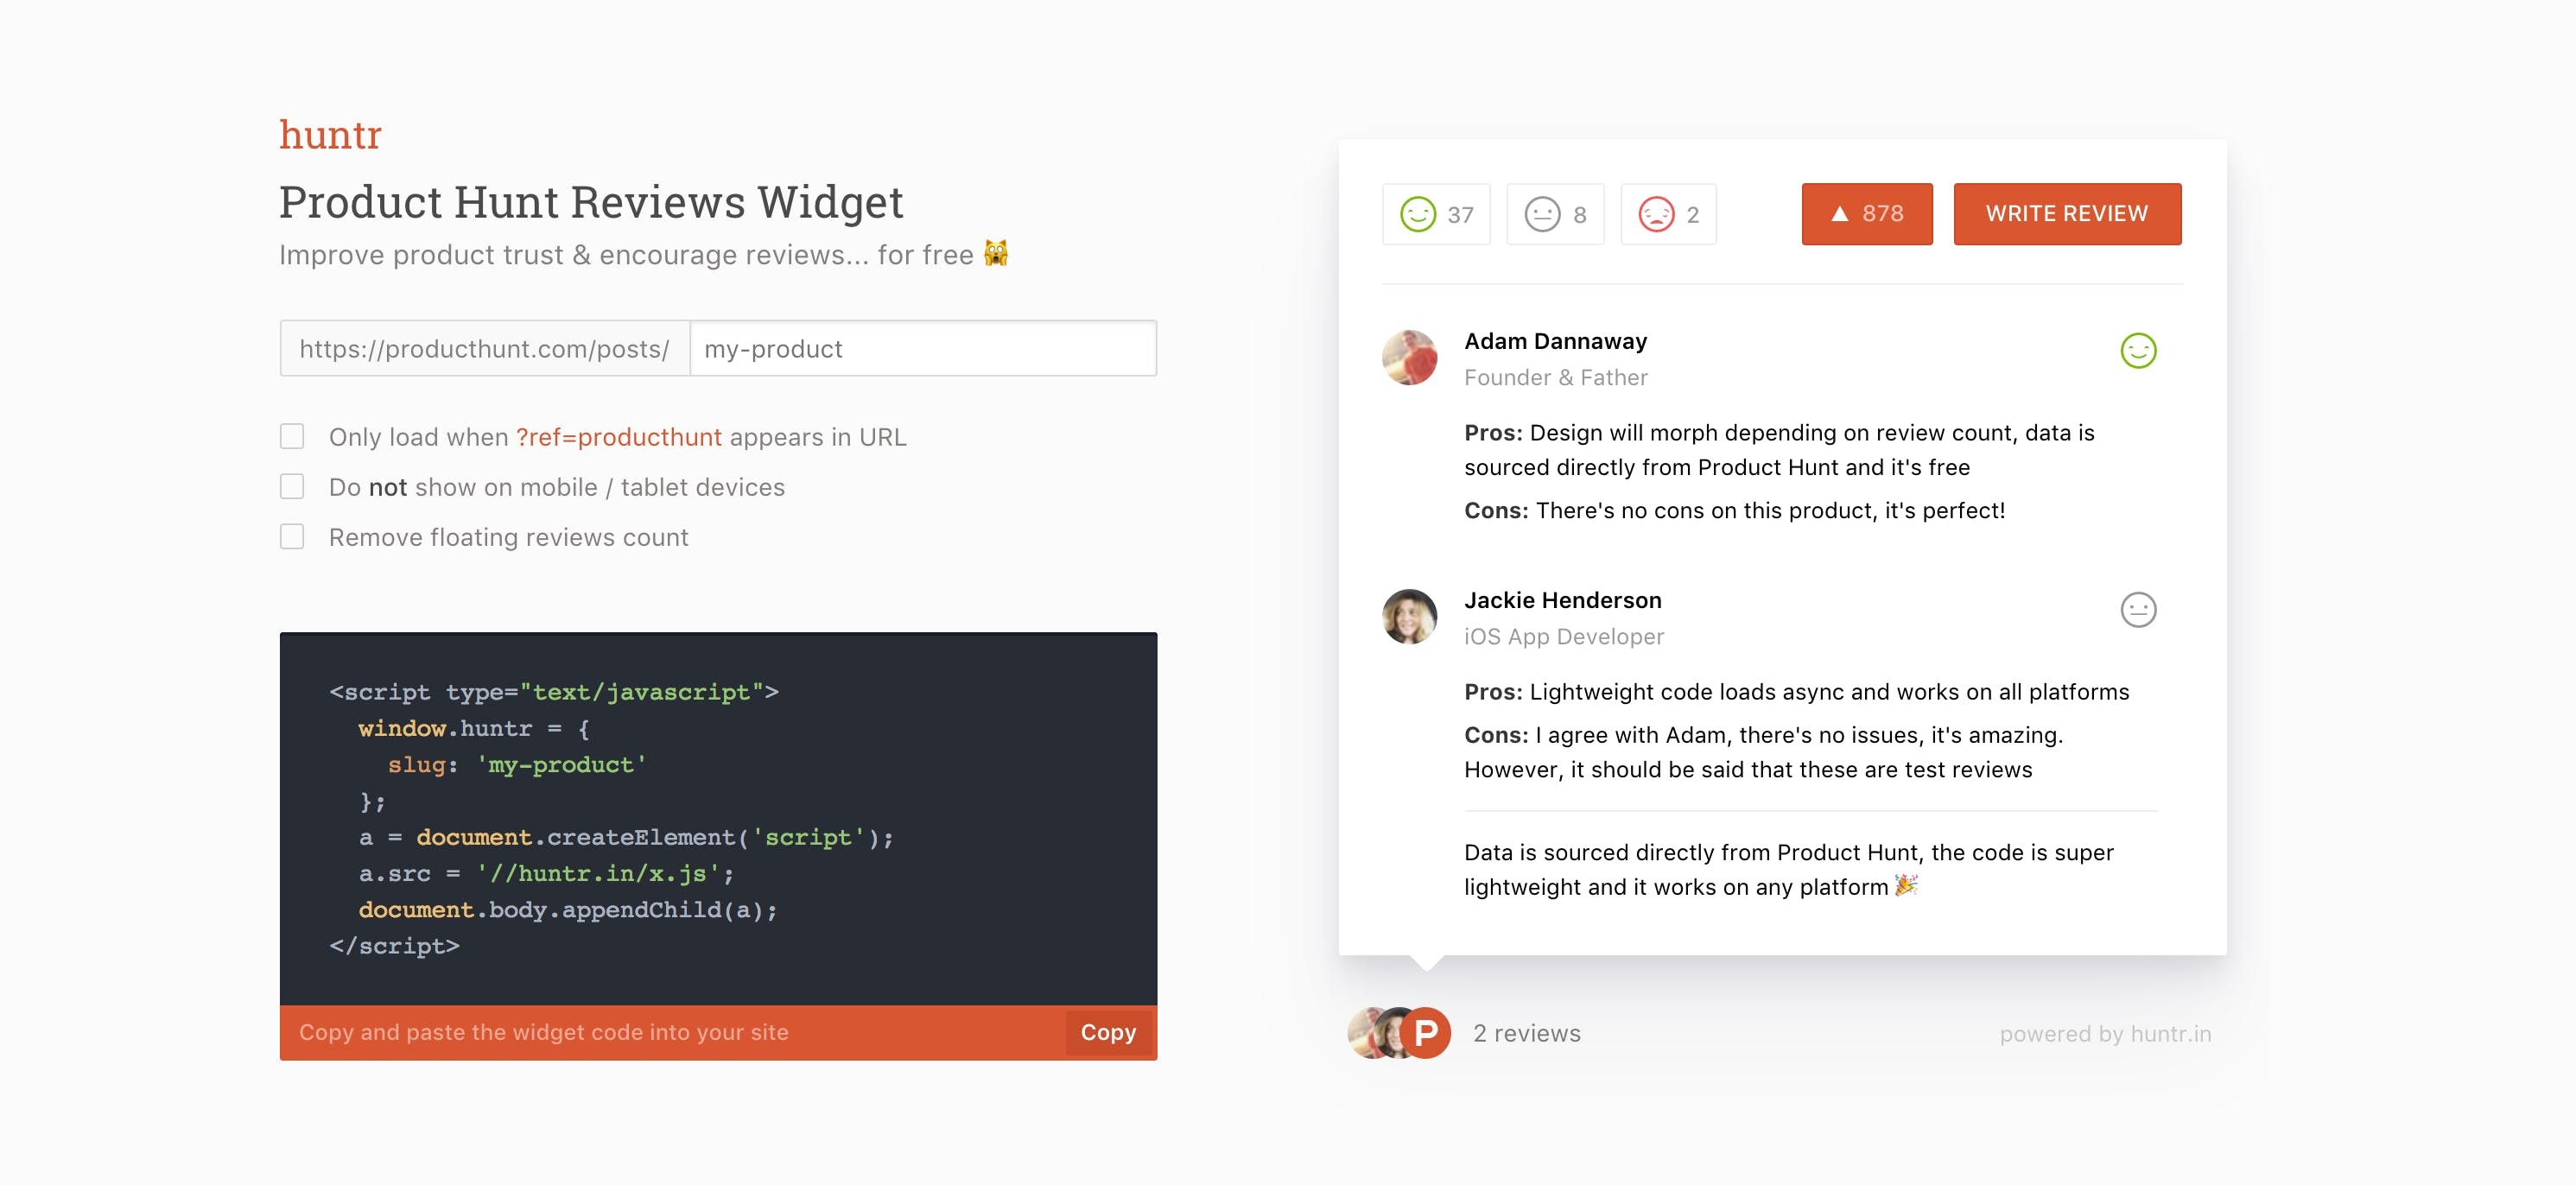 huntr
Product Hunt Reviews Widget
Improve product trust & encourage reviews... for free 🙀
https://producthunt.com/posts/ my-product
Only load when ?ref=producthunt appears in URL
Do not show on mobile / tablet devices
Remove floating reviews count
<script type="text/javascript">
window.huntr = {
slug: 'my-product'
};
a = document.createElement('script');
a.src = '//huntr.in/x.js';
document.body.appendChild(a);
</script>
Copy and paste the widget code into your site Copy
37 8 2 ▲ 878 WRITE REVIEW
Adam Dannaway
Founder & Father
Pros: Design will morph depending on review count, data is
sourced directly from Product Hunt and it's free
Cons: There's no cons on this product, it's perfect!
Jackie Henderson
iOS App Developer
Pros: Lightweight code loads async and works on all platforms
Cons: I agree with Adam, there's no issues, it's amazing.
However, it should be said that these are test reviews
Data is sourced directly from Product Hunt, the code is super
lightweight and it works on any platform 🎉
P 2 reviews powered by huntr.in